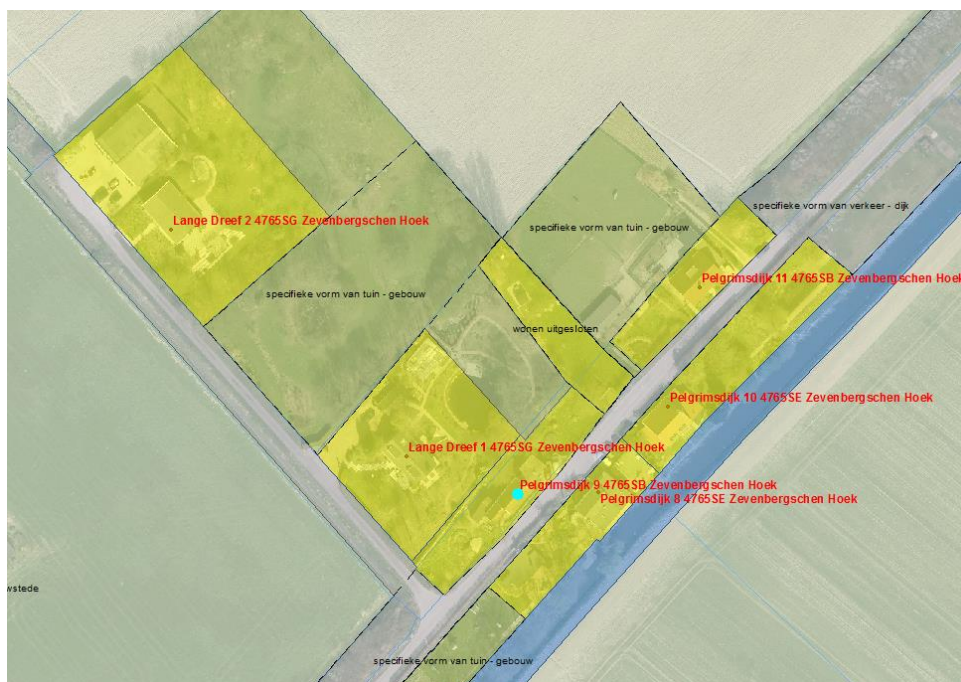 specifieke vorm van verkeer - dijk
Lange Dreef 2 4765SG Zevenbergschen Hoek
specifieke vorm van tuin - gebouw
Pelgrimsdijk 11 4765SB Zevenbergschen Hoek
specifieke vorm van tuin - gebouw
wonen uitgesloten
Pelgrimsdijk 10 4765SE Zevenbergschen Hoek
Lange Dreef 1 4765SG Zevenbergschen Hoek
Pelgrimsdijk 9 4765SB Zevenbergschen Hoek
Pelgrimsdijk 8 4765SE Zevenbergschen Hoek
wstede
specifieke vorm van tuin - gebouw